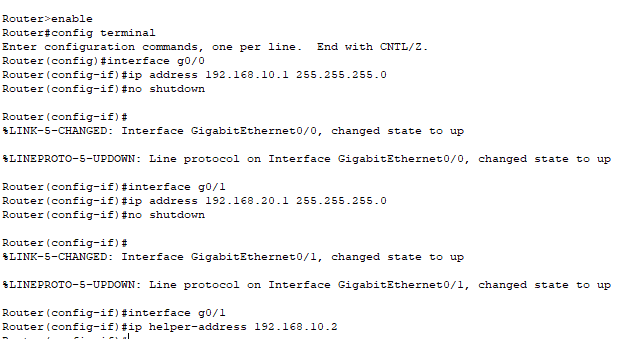 Router>enable
Router#config terminal
Enter configuration commands, one per line.  End with CNTL/Z.
Router(config)#interface g0/0
Router(config-if)#ip address 192.168.10.1 255.255.255.0
Router(config-if)#no shutdown
Router(config-if)#
%LINK-5-CHANGED: Interface GigabitEthernet0/0, changed state to up
%LINEPROTO-5-UPDOWN: Line protocol on Interface GigabitEthernet0/0, changed state to up
Router(config-if)#interface g0/1
Router(config-if)#ip address 192.168.20.1 255.255.255.0
Router(config-if)#no shutdown
Router(config-if)#
%LINK-5-CHANGED: Interface GigabitEthernet0/1, changed state to up
%LINEPROTO-5-UPDOWN: Line protocol on Interface GigabitEthernet0/1, changed state to up
Router(config-if)#interface g0/1
Router(config-if)#ip helper-address 192.168.10.2